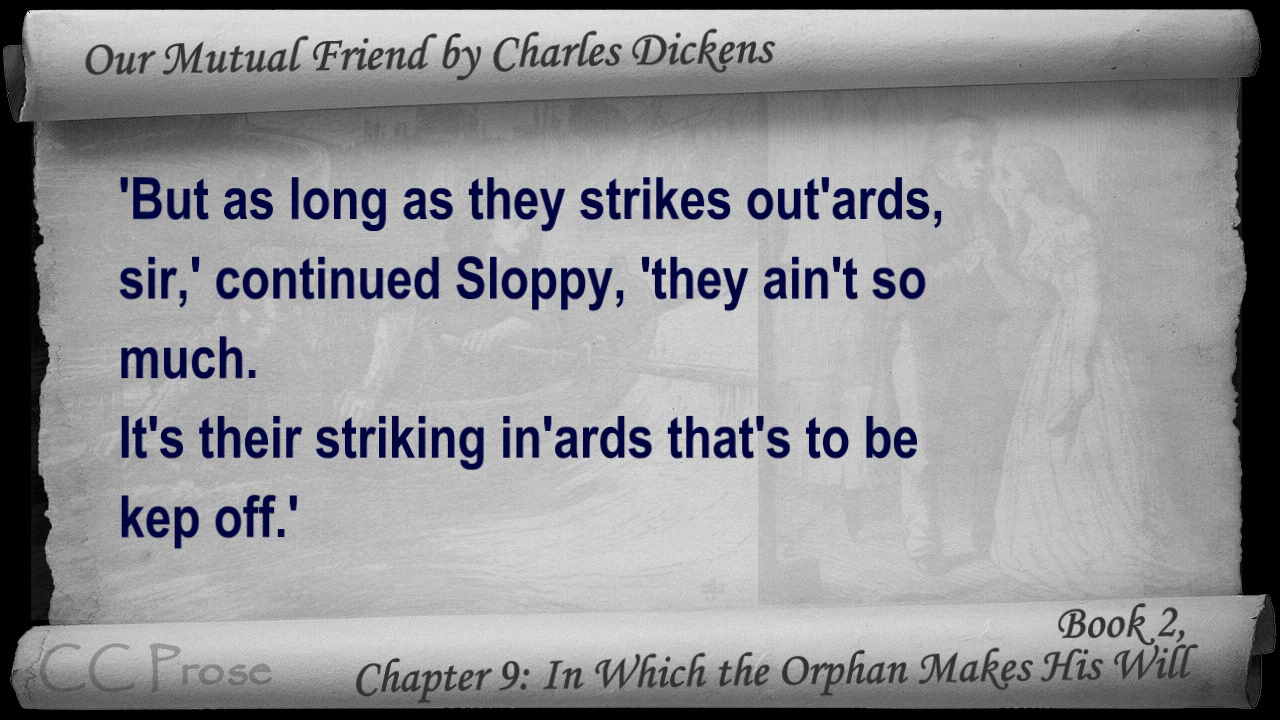 Our Mutual Friend by Charles Dickens
'But as long as they strikes out'ards,
sir,' continued Sloppy, 'they ain't so
much.
It's their striking in'ards that's to be
kep off.'
Book 2,
CC Prose
Chapter 9: In Which the Orphan Makes His Will